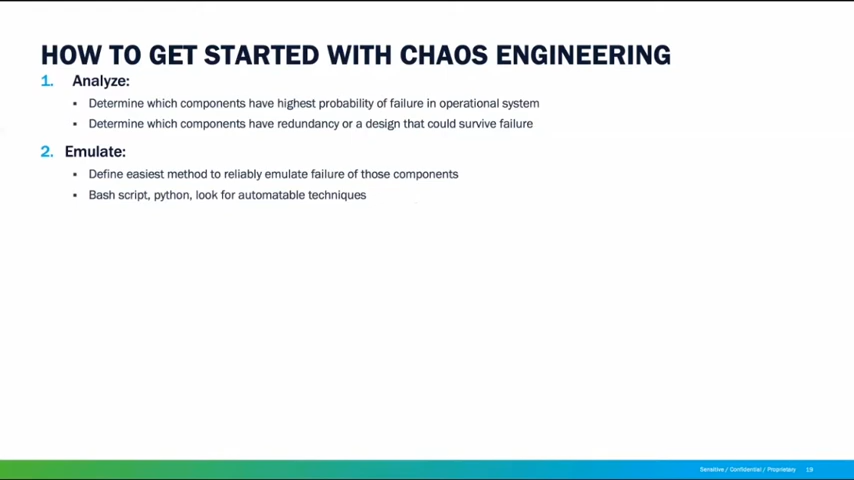 HOW TO GET STARTED WITH CHAOS ENGINEERING
1. Analyze:
▪ Determine which components have highest probability of failure in operational system
▪ Determine which components have redundancy or a design that could survive failure
2. Emulate:
▪ Define easiest method to reliably emulate failure of those components
▪ Bash script, python, look for automatable techniques
Sensitive / Confidential / Proprietary 19